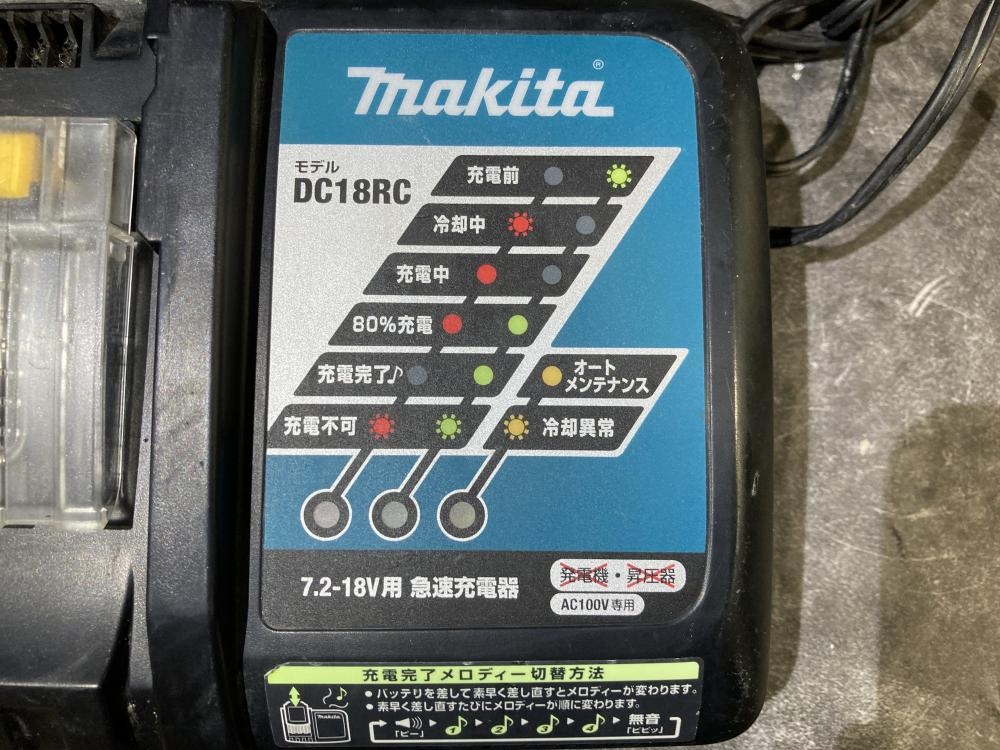 makita®
モデル
DC18RC
充電前
冷却中
充電中
80%充電
充電完了♪
オート
メンテナンス
充電不可
冷却異常
7.2-18V用 急速充電器
発電機・昇圧器
AC100V専用
充電完了メロディー切替方法
●バッテリを差して素早く差し直すとメロディーが変わります。
●素早く差し直すたびにメロディーが順に変わります。
makita
「ピー」
1
2
3
4
無音
「ピピッ」